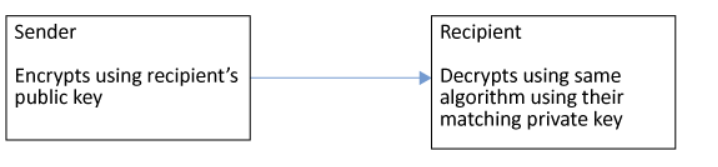 Sender
Encrypts using recipient’s
public key
Recipient
Decrypts using same
algorithm using their
matching private key